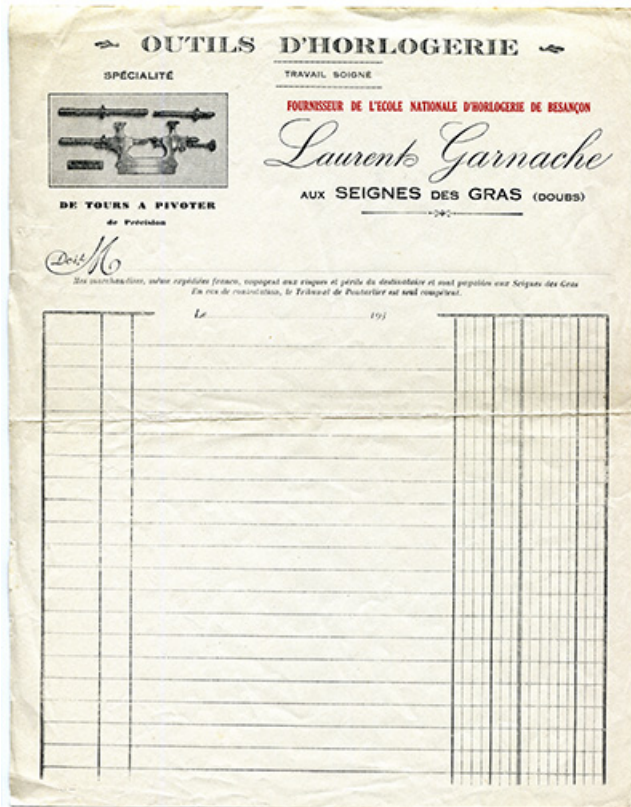 OUTILS D'HORLOGERIE
SPÉCIALITÉ
TRAVAIL SOIGNÉ
FOURNISSEUR DE L'ECOLE NATIONALE D'HORLOGERIE DE BESANÇON
Laurent Garnache
AUX SEIGNES DES GRAS (DOUBS)
DE TOURS A PIVOTER
de Précision
Doit M
Mes marchandises, même expédiées franco, voyagent aux risques et périls du destinataire et sont payables aux Seignes des Gras
En cas de contestation, le Tribunal de Pontarlier est seul compétent.
Le 193